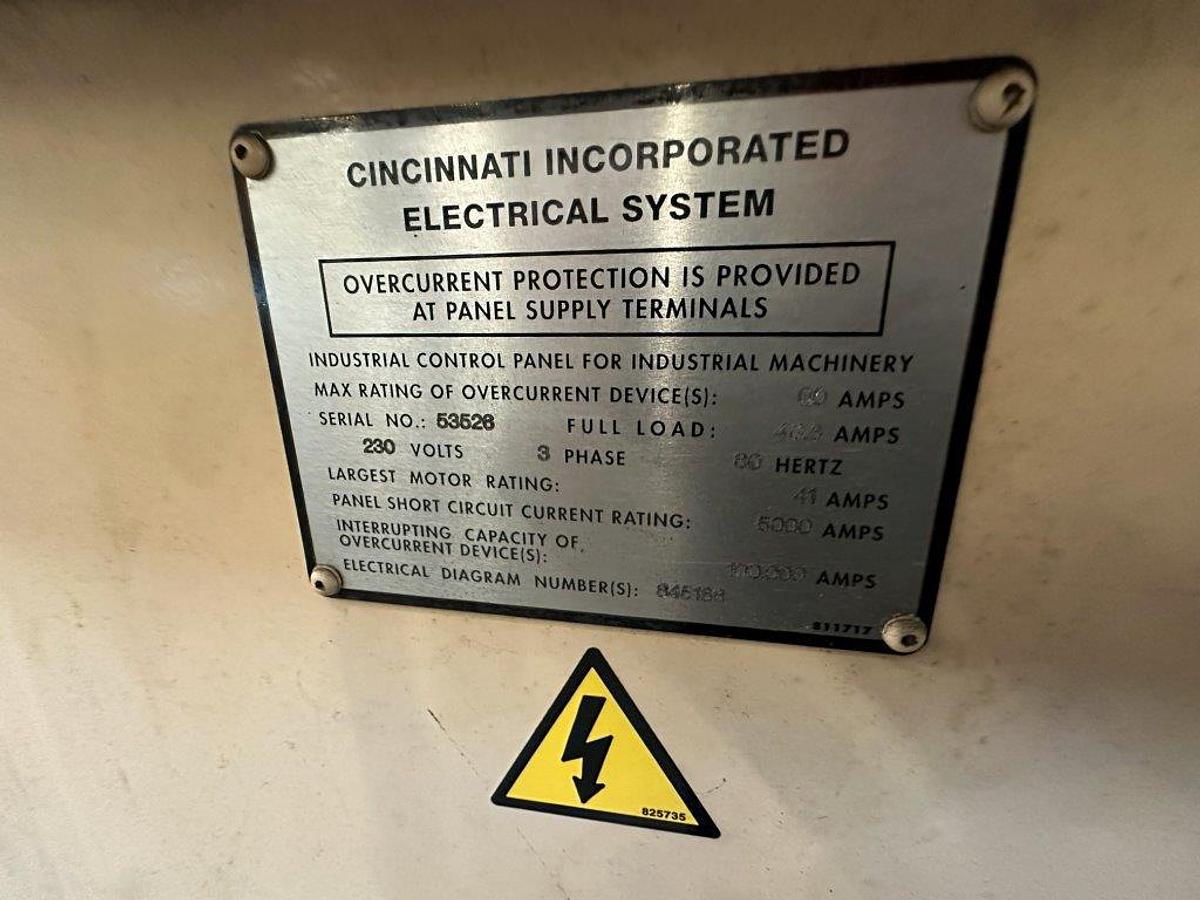 CINCINNATI INCORPORATED
ELECTRICAL SYSTEM
OVERCURRENT PROTECTION IS PROVIDED
AT PANEL SUPPLY TERMINALS
INDUSTRIAL CONTROL PANEL FOR INDUSTRIAL MACHINERY
MAX RATING OF OVERCURRENT DEVICE(S): AMPS
SERIAL NO.: 53526 FULL LOAD: AMPS
230 VOLTS 3 PHASE 60 HERTZ
LARGEST MOTOR RATING: 41 AMPS
PANEL SHORT CIRCUIT CURRENT RATING: 5000 AMPS
INTERRUPTING CAPACITY OF
OVERCURRENT DEVICE(S): 100,000 AMPS
ELECTRICAL DIAGRAM NUMBER(S):
811717
825735